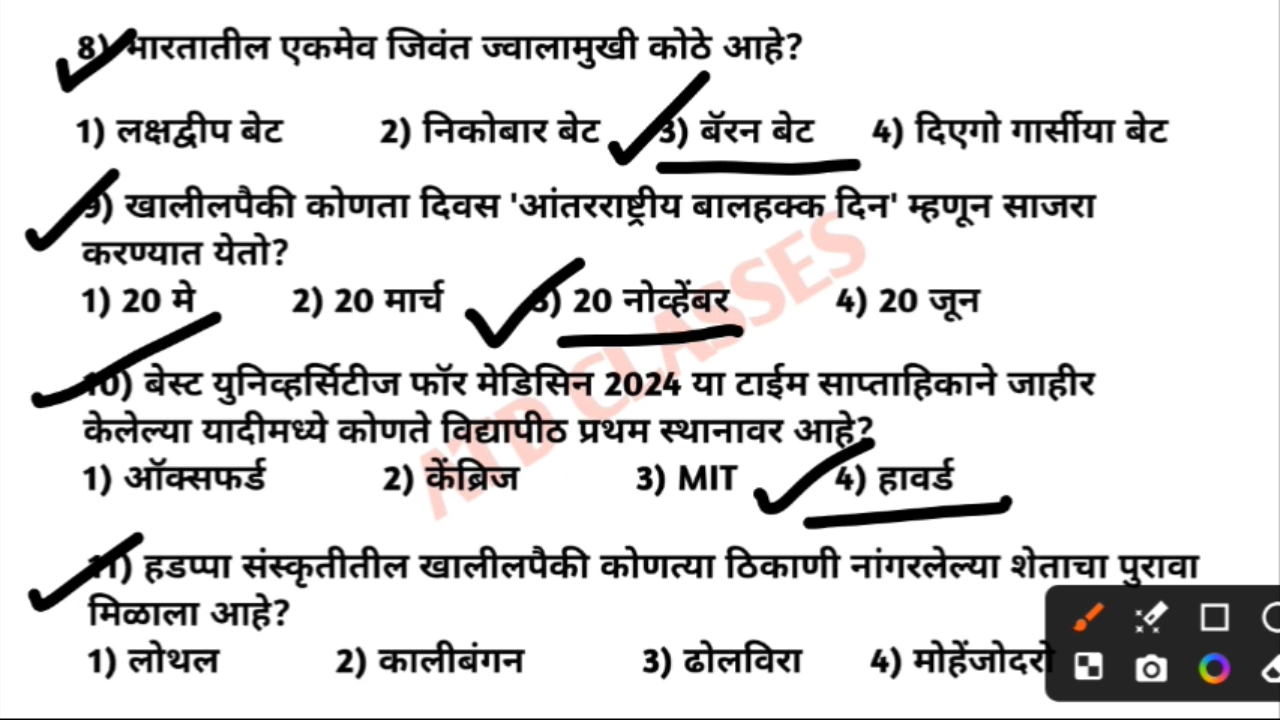 8) भारतातील एकमेव जिवंत ज्वालामुखी कोठे आहे?
1) लक्षद्वीप बेट 2) निकोबार बेट 3) बॅरन बेट 4) दिएगो गार्सीया बेट
9) खालीलपैकी कोणता दिवस 'आंतरराष्ट्रीय बालहक्क दिन' म्हणून साजरा
करण्यात येतो?
1) 20 मे 2) 20 मार्च 3) 20 नोव्हेंबर 4) 20 जून
10) बेस्ट युनिव्हर्सिटीज फॉर मेडिसिन 2024 या टाईम साप्ताहिकाने जाहीर
केलेल्या यादीमध्ये कोणते विद्यापीठ प्रथम स्थानावर आहे?
1) ऑक्सफर्ड 2) केंब्रिज 3) MIT 4) हावर्ड
11) हडप्पा संस्कृतीतील खालीलपैकी कोणत्या ठिकाणी नांगरलेल्या शेताचा पुरावा
मिळाला आहे?
1) लोथल 2) कालीबंगन 3) ढोलविरा 4) मोहेंजोदरो
ATD CLASSES